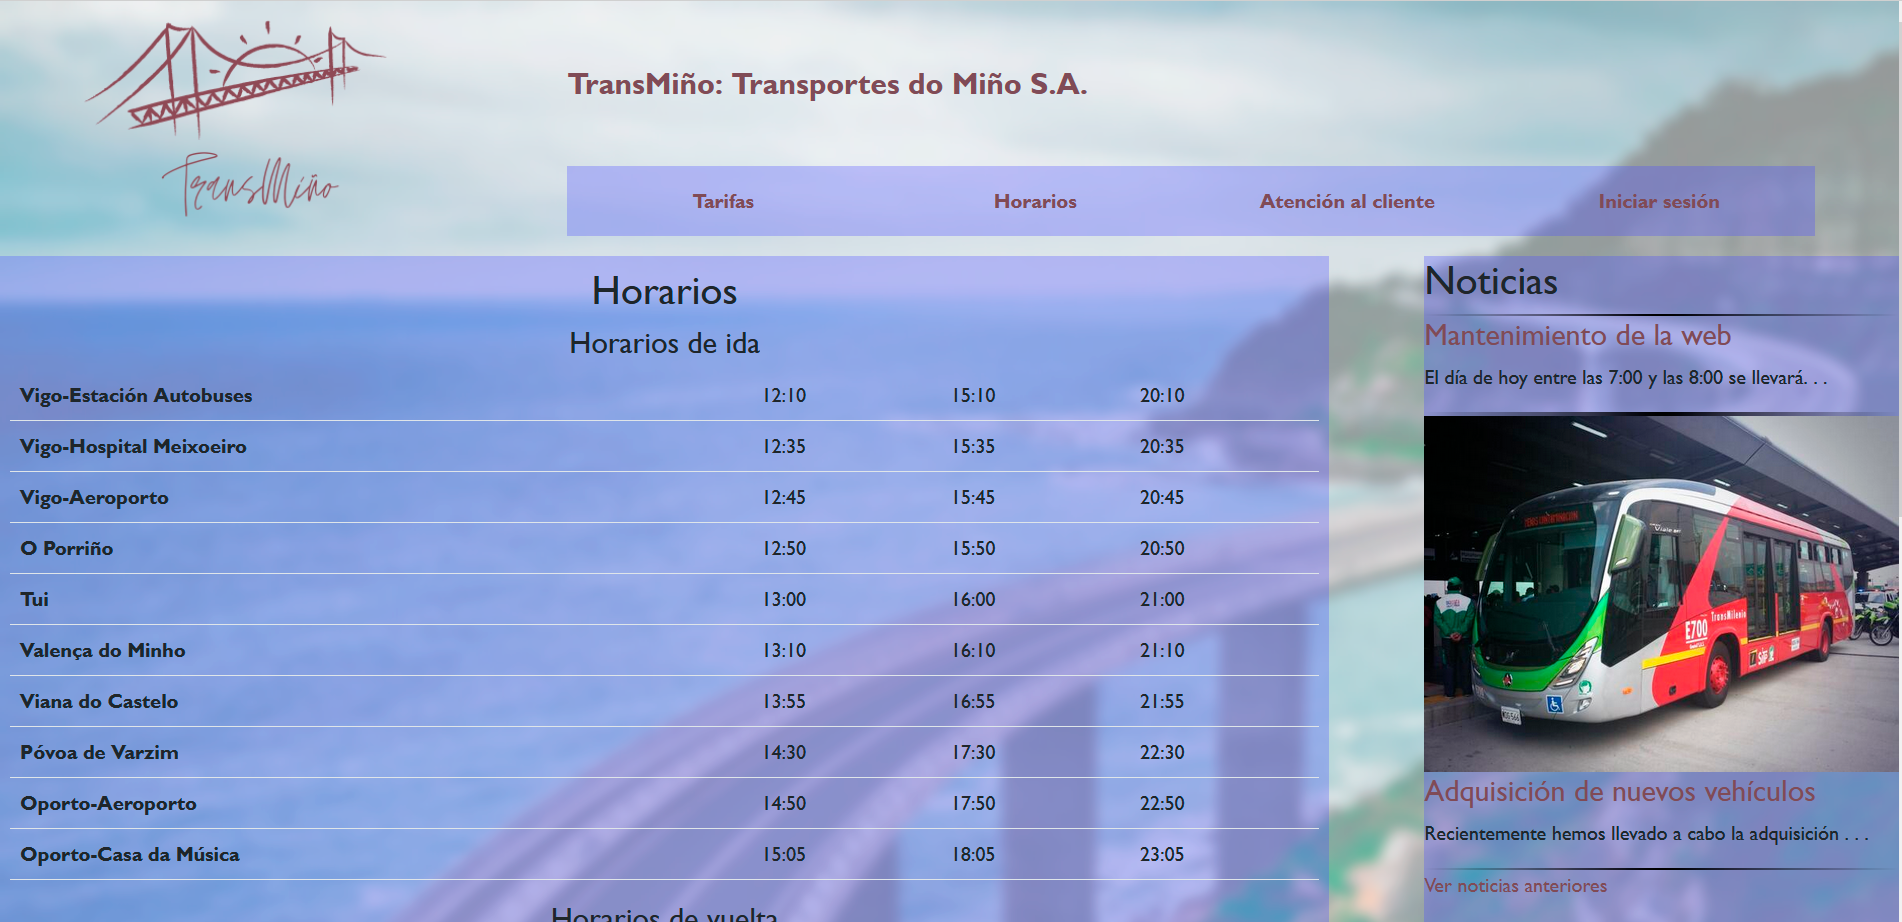 TransMiño
TransMiño: Transportes do Miño S.A.
Tarifas Horarios Atención al cliente Iniciar sesión
Horarios
Horarios de ida
Vigo-Estación Autobuses 12:10 15:10 20:10
Vigo-Hospital Meixoeiro 12:35 15:35 20:35
Vigo-Aeroporto 12:45 15:45 20:45
O Porriño 12:50 15:50 20:50
Tui 13:00 16:00 21:00
Valença do Minho 13:10 16:10 21:10
Viana do Castelo 13:55 16:55 21:55
Póvoa de Varzim 14:30 17:30 22:30
Oporto-Aeroporto 14:50 17:50 22:50
Oporto-Casa da Música 15:05 18:05 23:05
Horarios de vuelta
Noticias
Mantenimiento de la web
El día de hoy entre las 7:00 y las 8:00 se llevará. . .
TransMilenio
E700
Adquisición de nuevos vehículos
Recientemente hemos llevado a cabo la adquisición . . .
Ver noticias anteriores